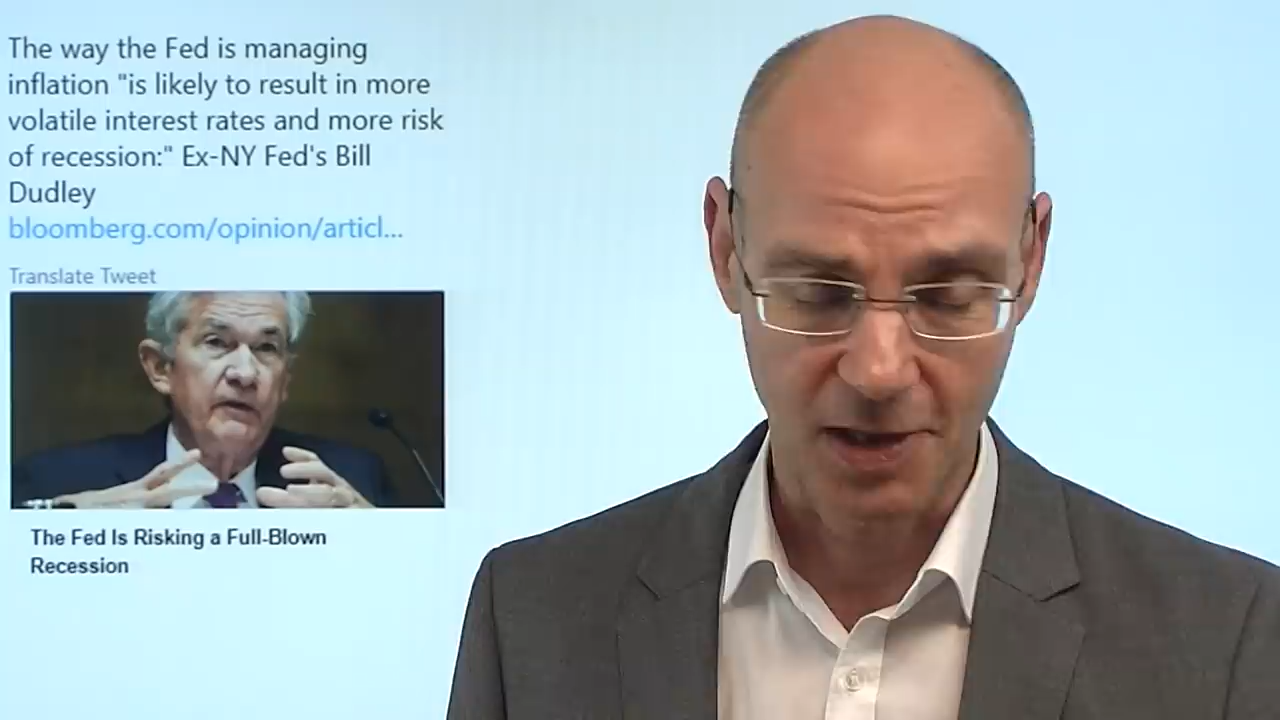 The way the Fed is managing
inflation "is likely to result in more
volatile interest rates and more risk
of recession:" Ex-NY Fed's Bill
Dudley
bloomberg.com/opinion/articl...
Translate Tweet
The Fed Is Risking a Full-Blown
Recession